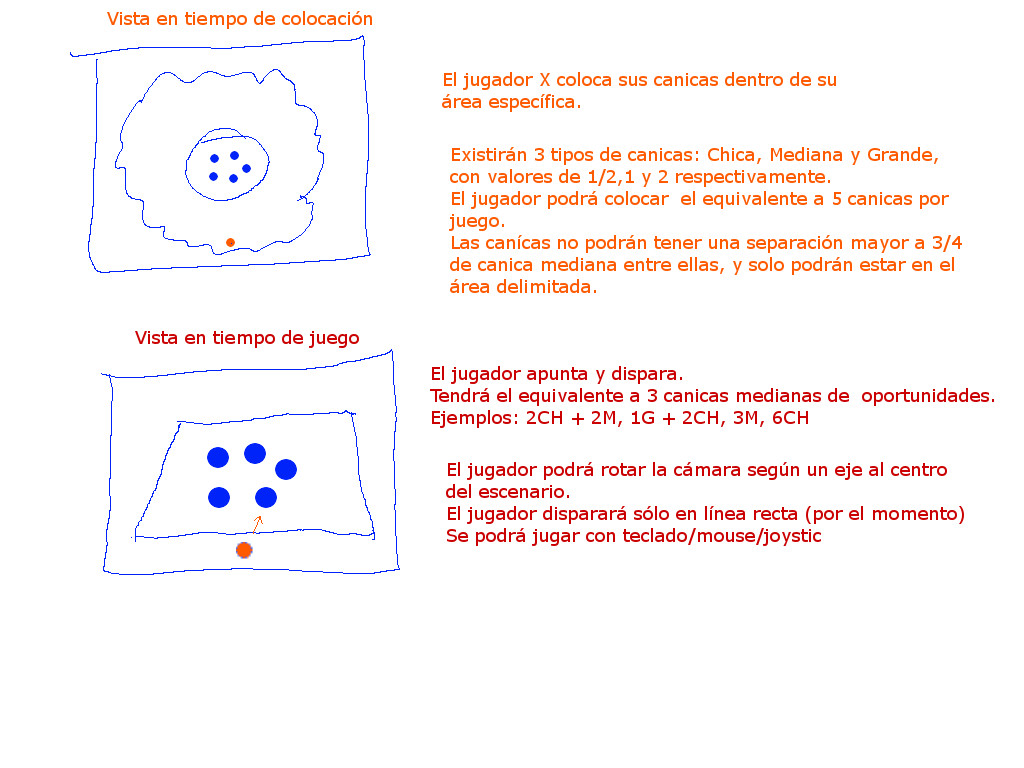 Vista en tiempo de colocación
El jugador X coloca sus canicas dentro de su
área específica.
Existirán 3 tipos de canicas: Chica, Mediana y Grande,
con valores de 1/2,1 y 2 respectivamente.
El jugador podrá colocar  el equivalente a 5 canicas por
juego.
Las canícas no podrán tener una separación mayor a 3/4
de canica mediana entre ellas, y solo podrán estar en el
área delimitada.
Vista en tiempo de juego
El jugador apunta y dispara.
Tendrá el equivalente a 3 canicas medianas de  oportunidades.
Ejemplos: 2CH + 2M, 1G + 2CH, 3M, 6CH
El jugador podrá rotar la cámara según un eje al centro
del escenario.
El jugador disparará sólo en línea recta (por el momento)
Se podrá jugar con teclado/mouse/joystic